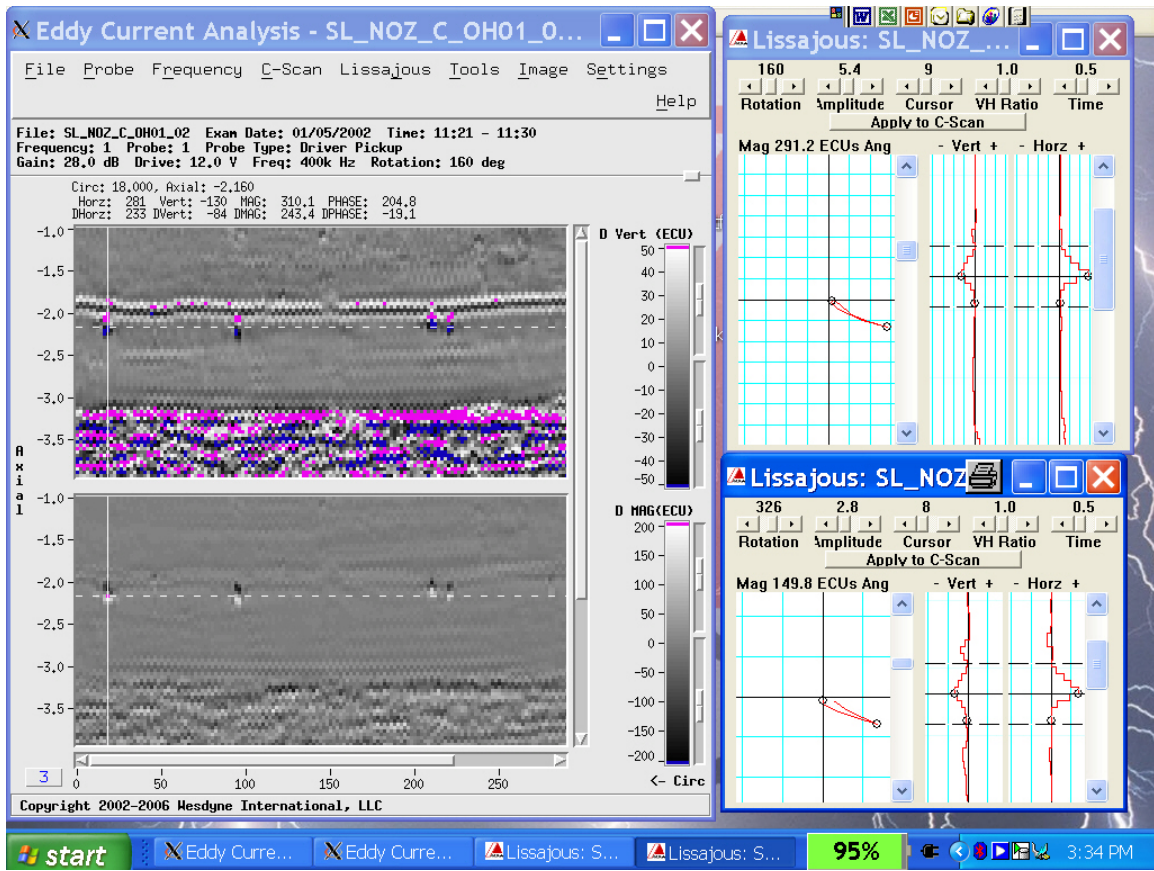 Eddy Current Analysis - SL_NOZ_C_OH01_0...
File Probe Frequency C-Scan Lissajous Tools Image Settings
Help
File: SL_NOZ_C_OH01_02 Exam Date: 01/05/2002 Time: 11:21 - 11:30
Frequency: 1 Probe: 1 Probe Type: Driver Pickup
Gain: 28.0 dB Drive: 12.0 V Freq: 400k Hz Rotation: 160 deg
Circ: 18.000, Axial: -2.160
Horz: 281 Vert: -130 MAG: 310.1 PHASE: 204.8
DHorz: 233 DVert: -84 DMAG: 243.4 DPHASE: -19.1
-1.0
-1.5
-2.0
-2.5
-3.0
-3.5
D Vert (ECU)
50
40
30
20
10
0
-10
-20
-30
-40
-50
Axial
-1.0
-1.5
-2.0
-2.5
-3.0
-3.5
D MAG(ECU)
200
150
100
50
0
-50
-100
-150
-200
3
0 50 100 150 200 250
<- Circ
Copyright 2002-2006 Wesdyne International, LLC
Lissajous: SL_NOZ_...
160 5.4 9 1.0 0.5
Rotation Amplitude Cursor VH Ratio Time
Apply to C-Scan
Mag 291.2 ECUs Ang
- Vert + - Horz +
Lissajous: SL_NOZ
326 2.8 8 1.0 0.5
Rotation Amplitude Cursor VH Ratio Time
Apply to C-Scan
Mag 149.8 ECUs Ang
- Vert + - Horz +
start
Eddy Curre...
Eddy Curre...
Lissajous: S...
Lissajous: S...
95%
3:34 PM